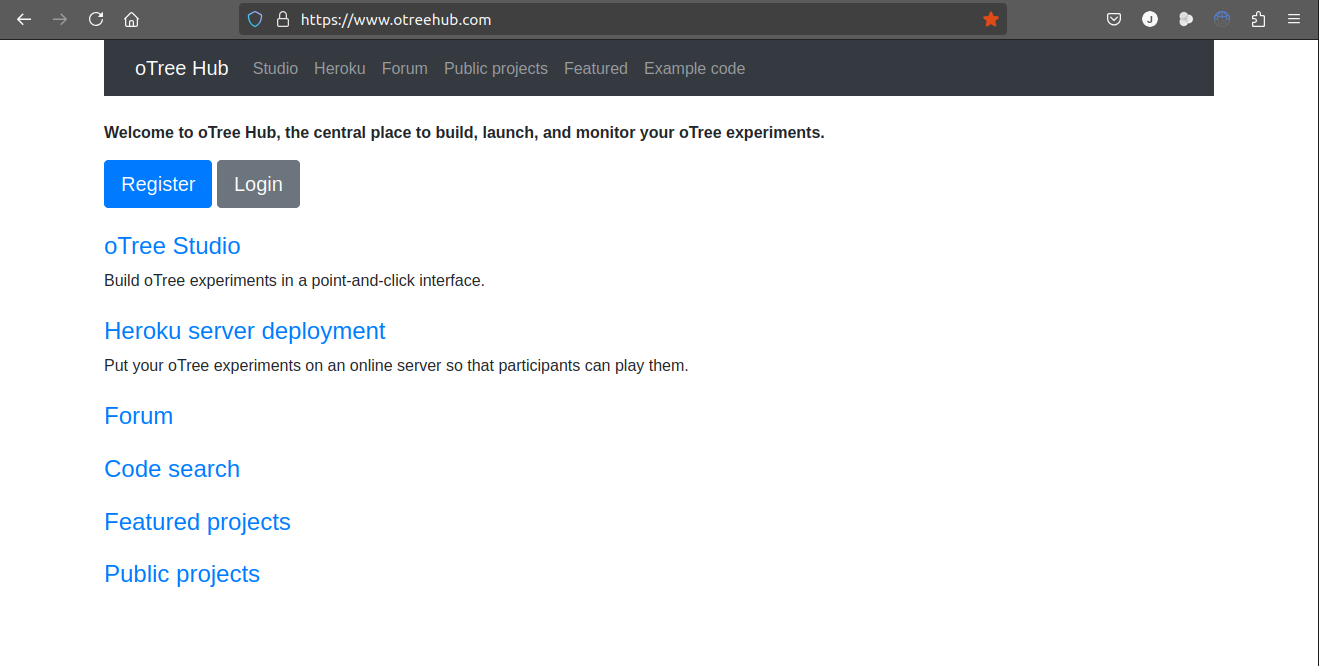 https://www.otreehub.com
J
oTree Hub Studio Heroku Forum Public projects Featured Example code
Welcome to oTree Hub, the central place to build, launch, and monitor your oTree experiments.
Register Login
oTree Studio
Build oTree experiments in a point-and-click interface.
Heroku server deployment
Put your oTree experiments on an online server so that participants can play them.
Forum
Code search
Featured projects
Public projects